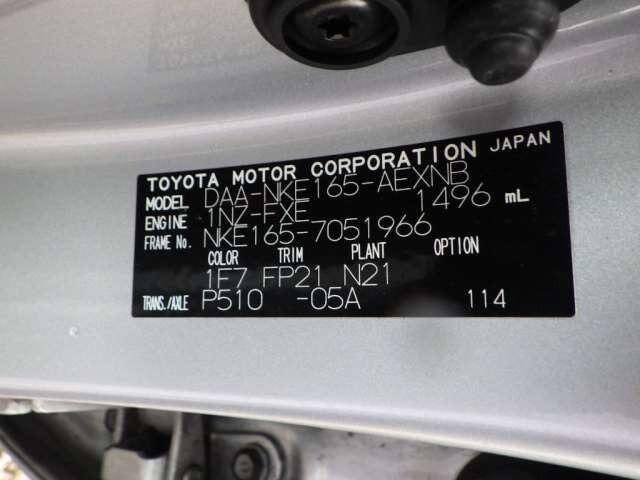 TOYOTA MOTOR CORPORATION JAPAN
MODEL DAA-NKE165-AEXNB
ENGINE 1NZ-FXE 1496 mL
FRAME No. NKE165-7051966
COLOR TRIM PLANT OPTION
1F7 FP21 N21
TRANS./AXLE P510 -05A 114